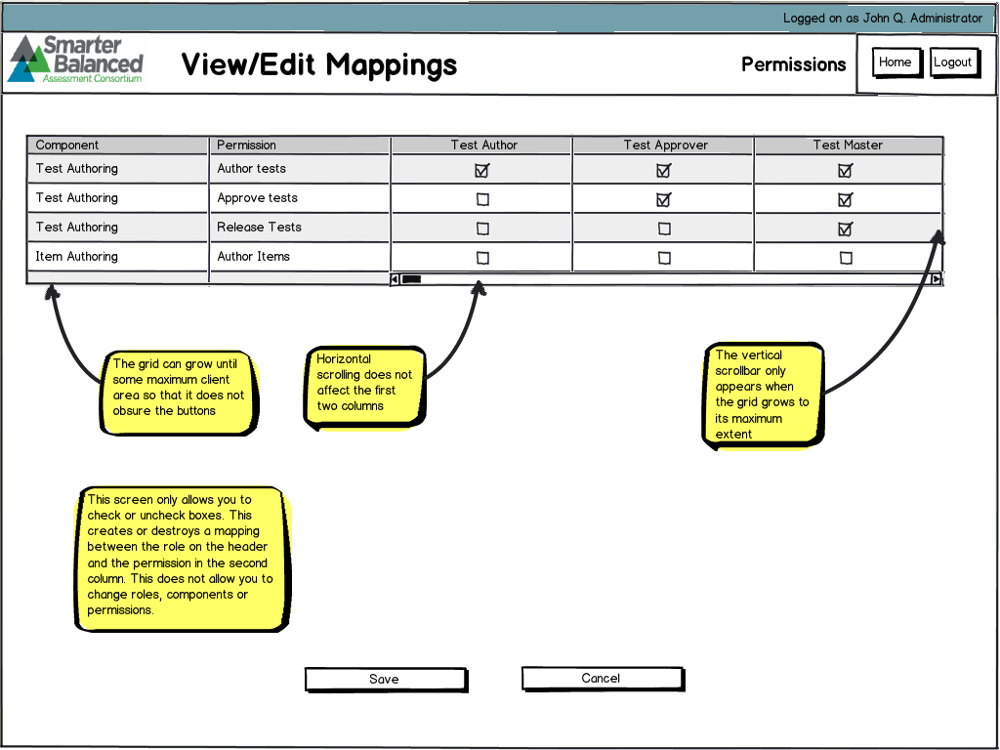 Logged on as John Q. Administrator
Smarter
Balanced
Assessment Consortium
View/Edit Mappings
Permissions
Home
Logout
Component Permission Test Author Test Approver Test Master
Test Authoring Author tests
Test Authoring Approve tests
Test Authoring Release Tests
Item Authoring Author Items
The grid can grow until
some maximum client
area so that it does not
obsure the buttons
Horizontal
scrolling does not
affect the first
two columns
The vertical
scrollbar only
appears when
the grid grows to
its maximum
extent
This screen only allows you to
check or uncheck boxes. This
creates or destroys a mapping
between the role on the header
and the permission in the second
column. This does not allow you to
change roles, components or
permissions.
Save
Cancel